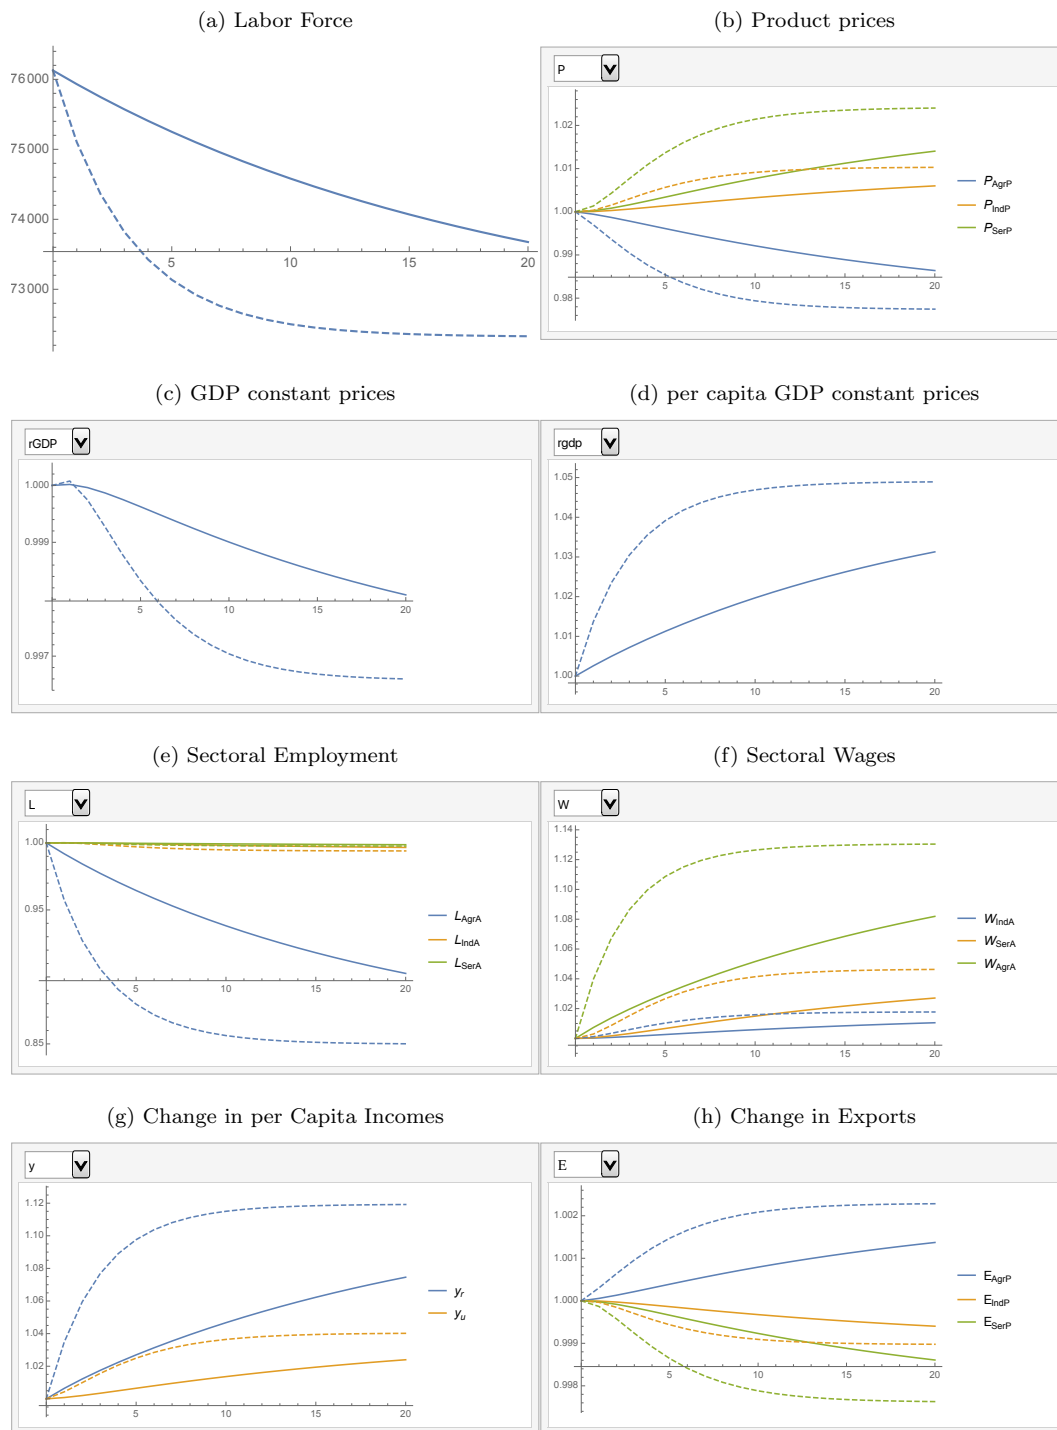 (a) Labor Force
76000
75000
74000
73000
5
10
15
20
(b) Product prices
P
1.02
1.01
1.00
0.99
0.98
5
10
15
20
P_AgrP
P_IndP
P_SerP
(c) GDP constant prices
rGDP
1.000
0.999
0.997
5
10
15
20
(d) per capita GDP constant prices
rgdp
1.05
1.04
1.03
1.02
1.01
1.00
5
10
15
20
(e) Sectoral Employment
L
1.00
0.95
0.85
5
10
15
20
L_AgrA
L_IndA
L_SerA
(f) Sectoral Wages
W
1.14
1.12
1.10
1.08
1.06
1.04
1.02
5
10
15
20
W_IndA
W_SerA
W_AgrA
(g) Change in per Capita Incomes
y
1.12
1.10
1.08
1.06
1.04
1.02
5
10
15
20
y_r
y_u
(h) Change in Exports
E
1.002
1.001
1.000
0.999
0.998
5
10
15
20
E_AgrP
E_IndP
E_SerP